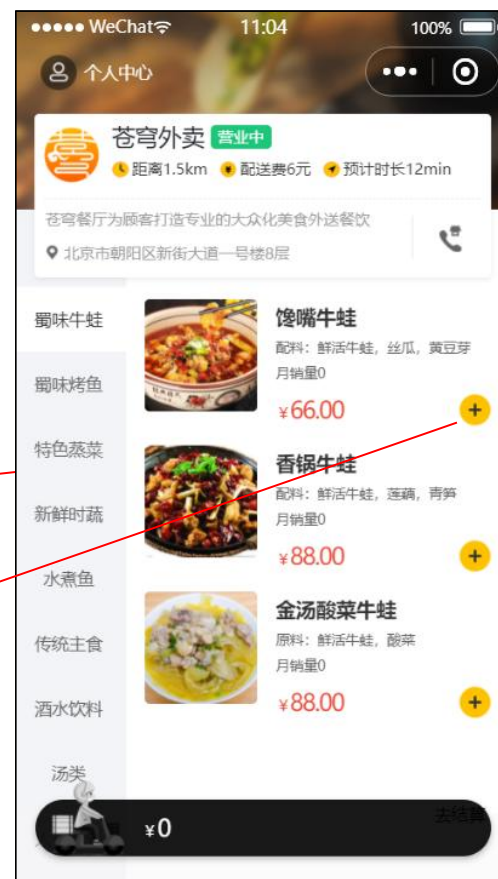 WeChat 11:04 100%
个人中心
苍穹外卖 营业中
距离1.5km 配送费6元 预计时长12min
苍穹餐厅为顾客打造专业的大众化美食外送餐饮
北京市朝阳区新街大道一号楼8层
蜀味牛蛙
蜀味烤鱼
特色蒸菜
新鲜时蔬
水煮鱼
传统主食
酒水饮料
汤类
馋嘴牛蛙
配料：鲜活牛蛙，丝瓜，黄豆芽
月销量0
¥66.00
香锅牛蛙
配料：鲜活牛蛙，莲藕，青笋
月销量0
¥88.00
金汤酸菜牛蛙
原料：鲜活牛蛙，酸菜
月销量0
¥88.00
¥0
去结算